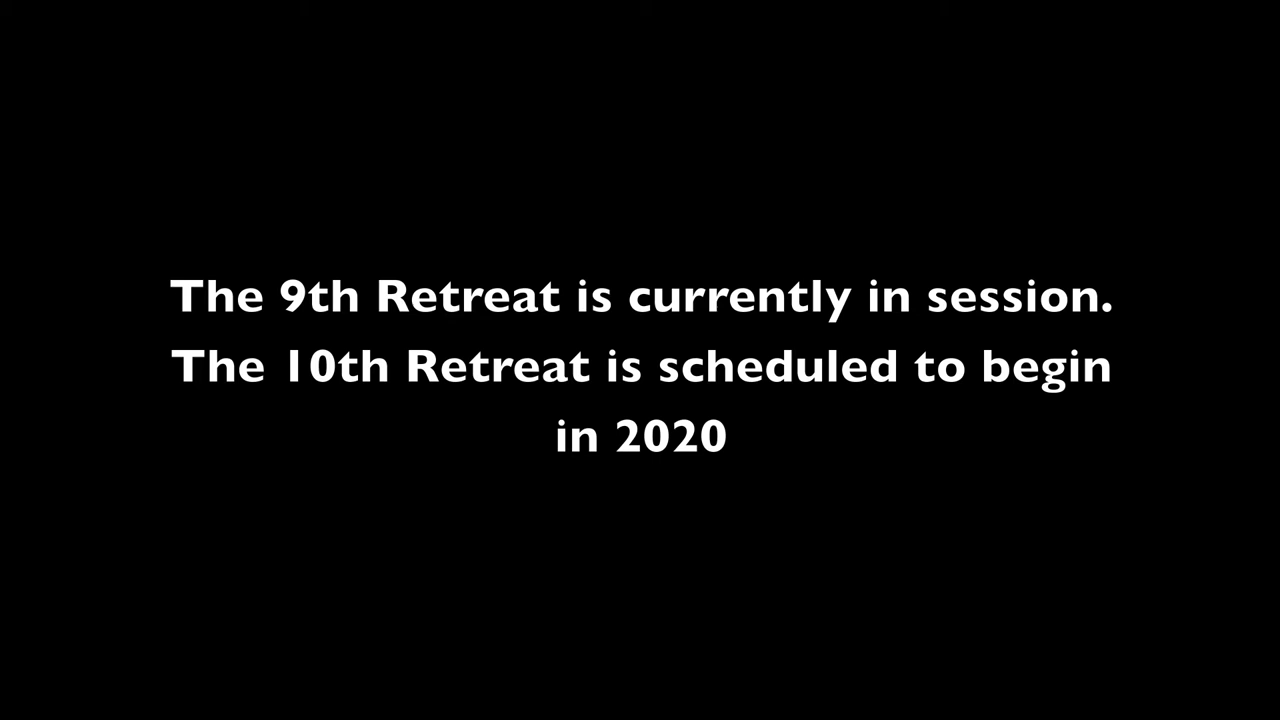 The 9th Retreat is currently in session.
The 10th Retreat is scheduled to begin
in 2020